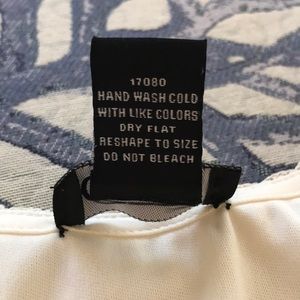 17080
HAND WASH COLD
WITH LIKE COLORS
DRY FLAT
RESHAPE TO SIZE
DO NOT BLEACH